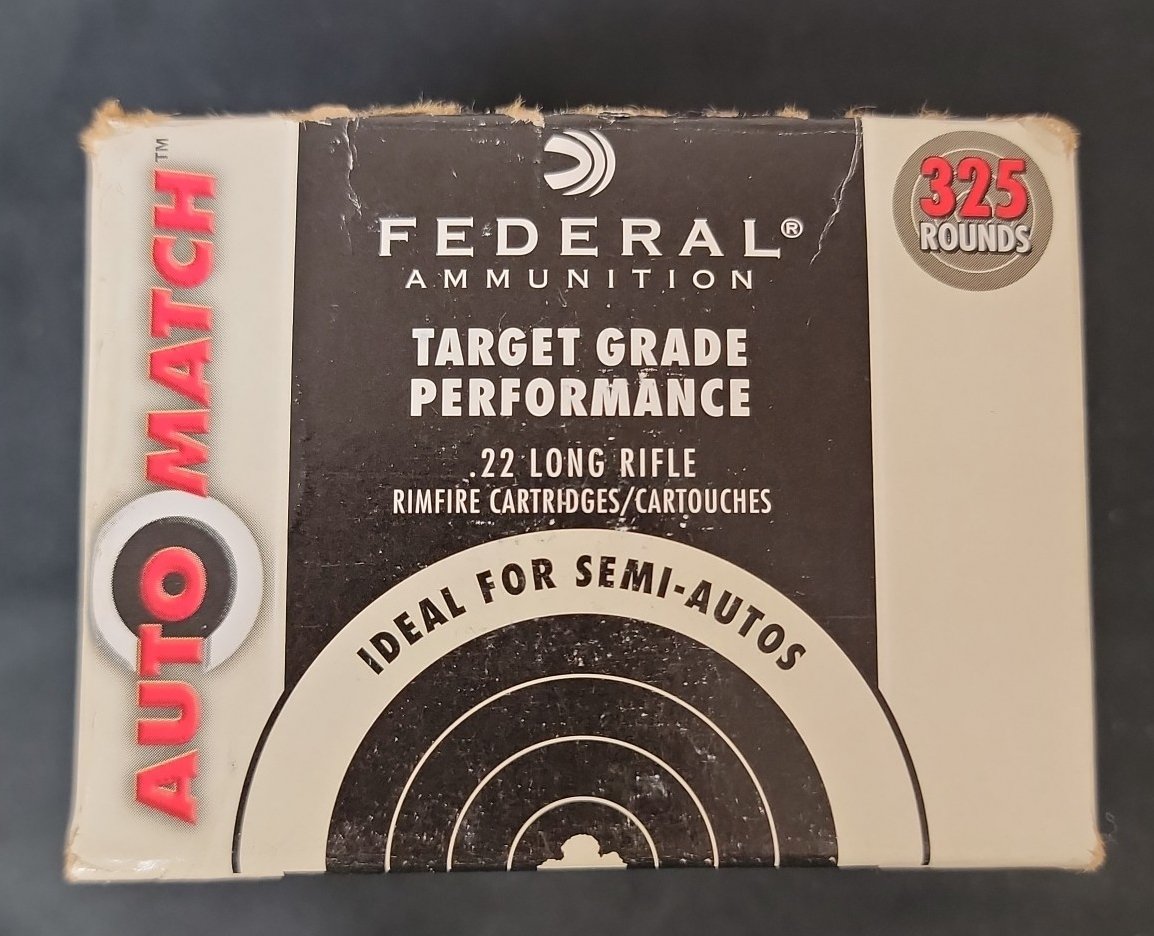 AUTO MATCH™
FEDERAL®
AMMUNITION
TARGET GRADE
PERFORMANCE
.22 LONG RIFLE
RIMFIRE CARTRIDGES/CARTOUCHES
IDEAL FOR SEMI-AUTOS
325
ROUNDS